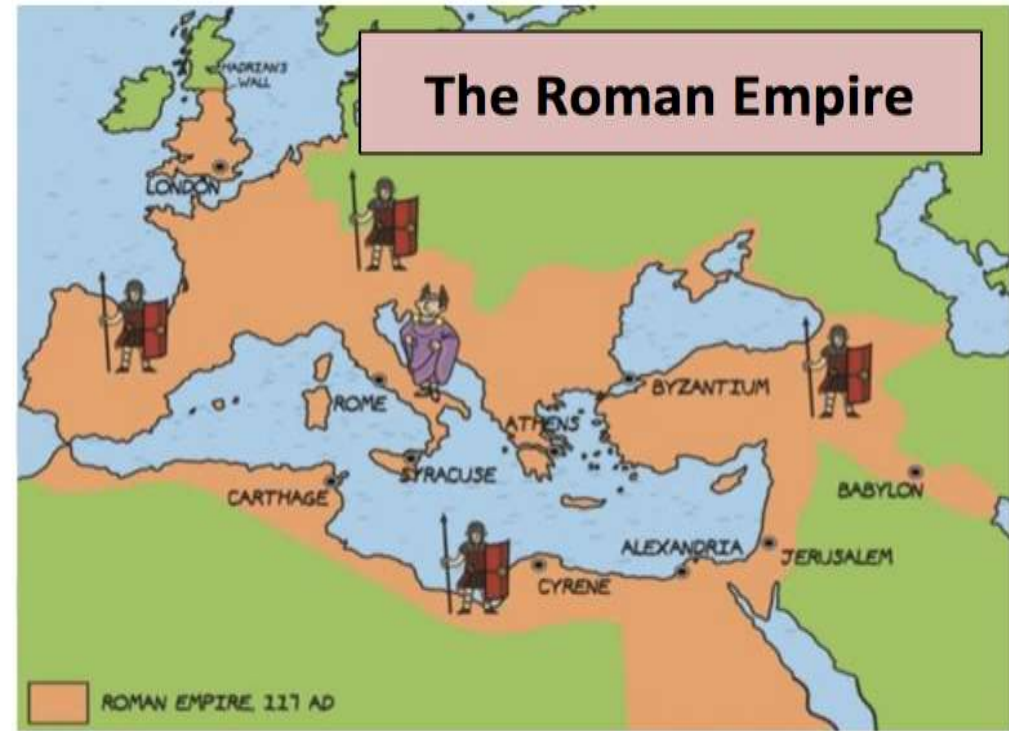 The Roman Empire
HADRIAN'S
WALL
LONDON
ROME
BYZANTIUM
ATHENS
SYRACUSE
CARTHAGE
BABYLON
ALEXANDRIA
JERUSALEM
CYRENE
ROMAN EMPIRE, 117 AD